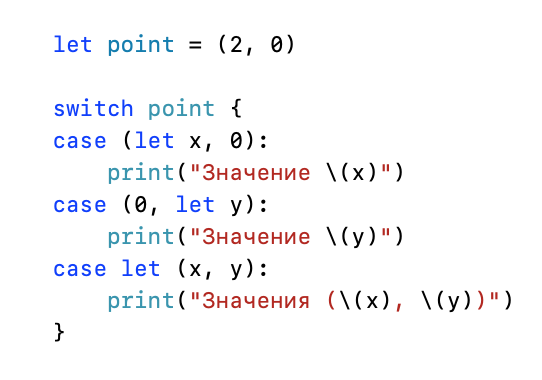 let point = (2, 0)

switch point {
case (let x, 0):
    print("Значение \(x)")
case (0, let y):
    print("Значение \(y)")
case let (x, y):
    print("Значения (\(x), \(y))")
}